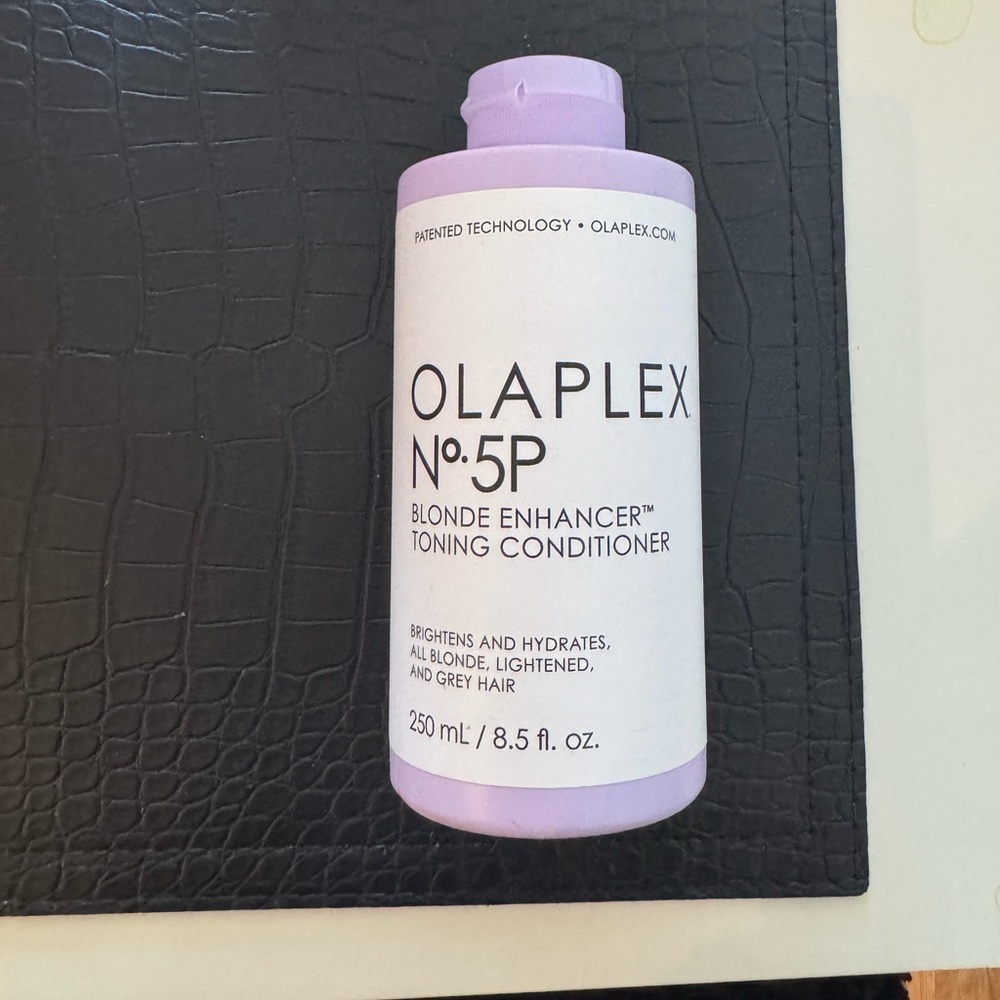 PATENTED TECHNOLOGY • OLAPLEX.COM
OLAPLEX.
Nº.5P
BLONDE ENHANCER™
TONING CONDITIONER
BRIGHTENS AND HYDRATES,
ALL BLONDE, LIGHTENED,
AND GREY HAIR
250 mL / 8.5 fl. oz.